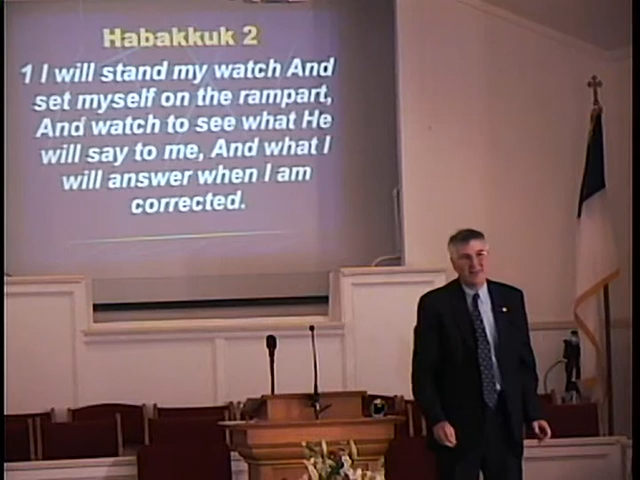 Habakkuk 2
1 I will stand my watch And
set myself on the rampart,
And watch to see what He
will say to me, And what I
will answer when I am
corrected.